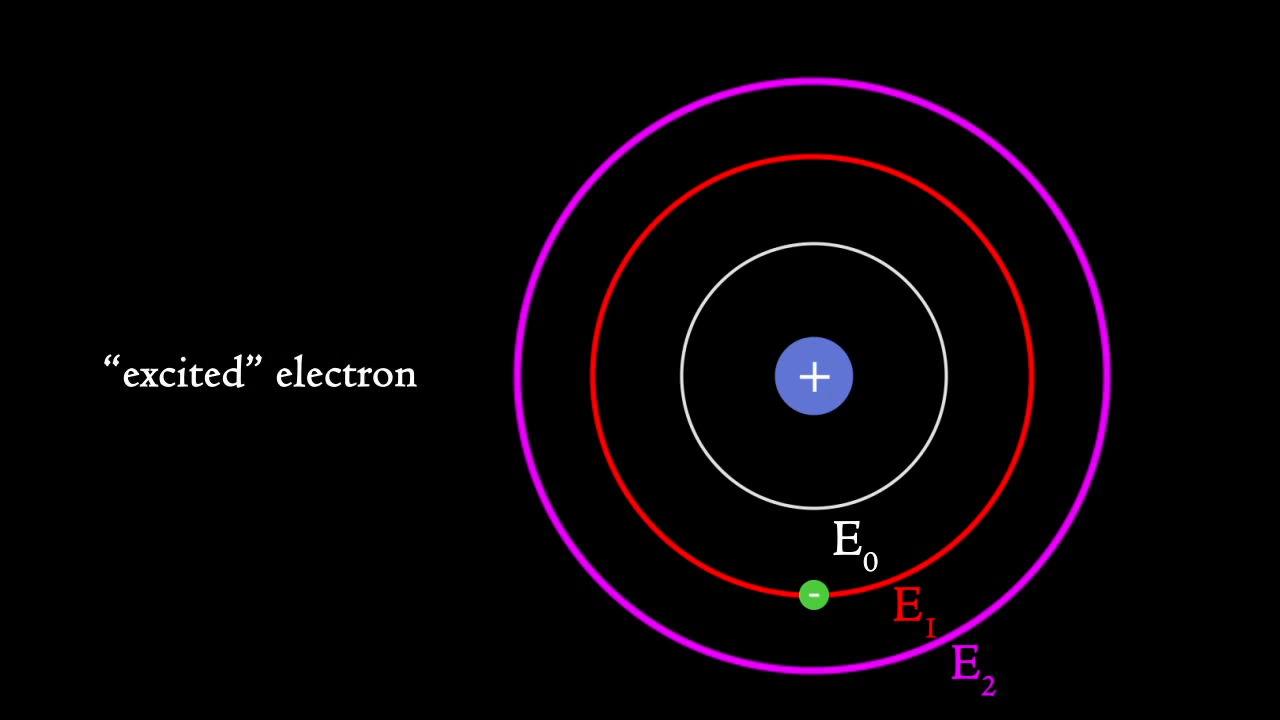 “excited” electron
+
E₀
-
E₁
E₂